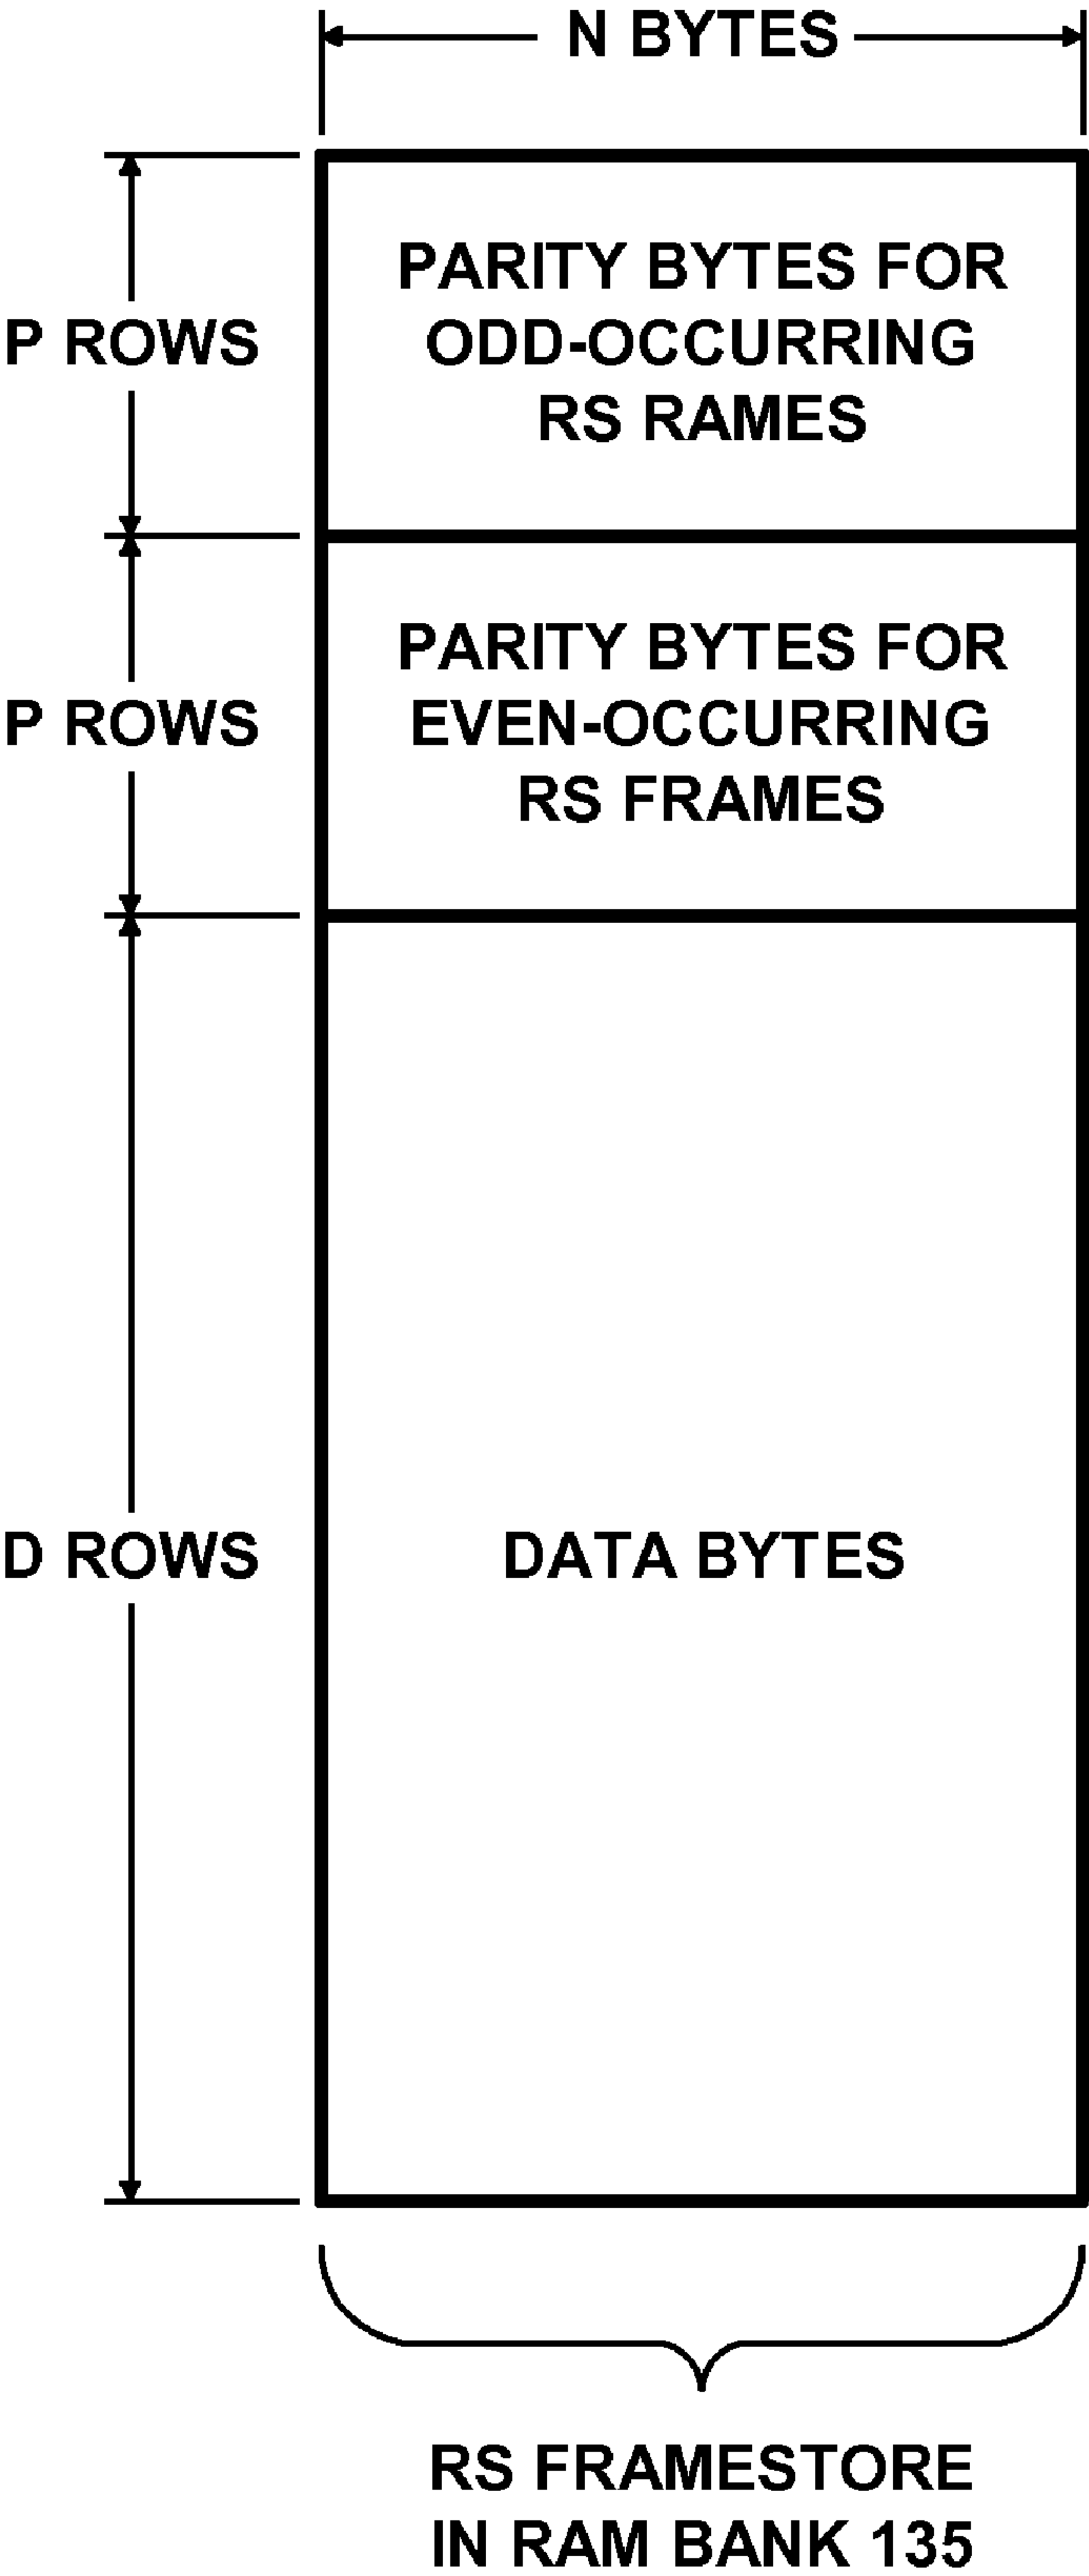 N BYTES
PARITY BYTES FOR
ODD-OCCURRING
RS RAMES
P ROWS
PARITY BYTES FOR
EVEN-OCCURRING
RS FRAMES
P ROWS
D ROWS
DATA BYTES
RS FRAMESTORE
IN RAM BANK 135